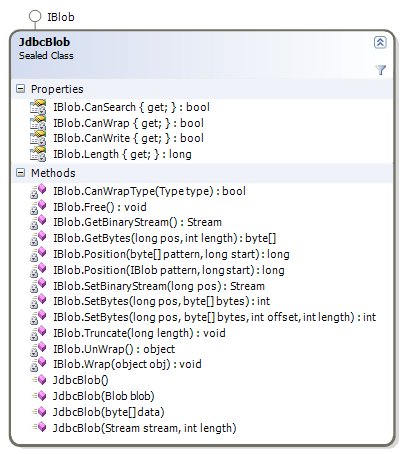 IBlob
JdbcBlob
Sealed Class
Properties
IBlob.CanSearch { get; } : bool
IBlob.CanWrap { get; } : bool
IBlob.CanWrite { get; } : bool
IBlob.Length { get; } : long
Methods
IBlob.CanWrapType(Type type) : bool
IBlob.Free() : void
IBlob.GetBinaryStream() : Stream
IBlob.GetBytes(long pos, int length) : byte[]
IBlob.Position(byte[] pattern, long start) : long
IBlob.Position(IBlob pattern, long start) : long
IBlob.SetBinaryStream(long pos) : Stream
IBlob.SetBytes(long pos, byte[] bytes) : int
IBlob.SetBytes(long pos, byte[] bytes, int offset, int length) : int
IBlob.Truncate(long length) : void
IBlob.UnWrap() : object
IBlob.Wrap(object obj) : void
JdbcBlob()
JdbcBlob(Blob blob)
JdbcBlob(byte[] data)
JdbcBlob(Stream stream, int length)